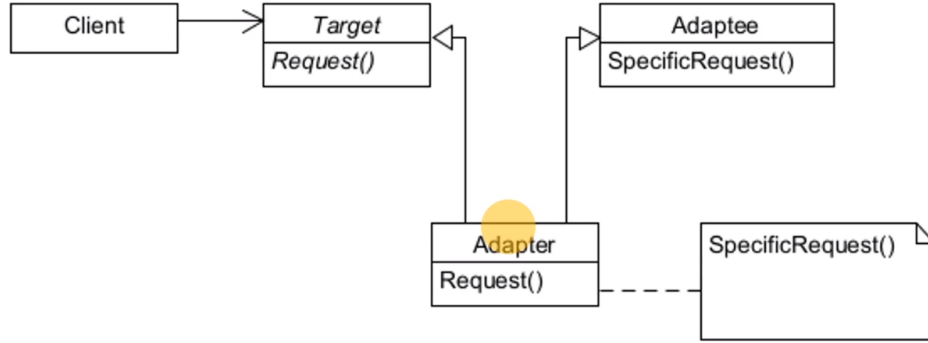 Client
Target
Request()
Adaptee
SpecificRequest()
Adapter
Request()
SpecificRequest()